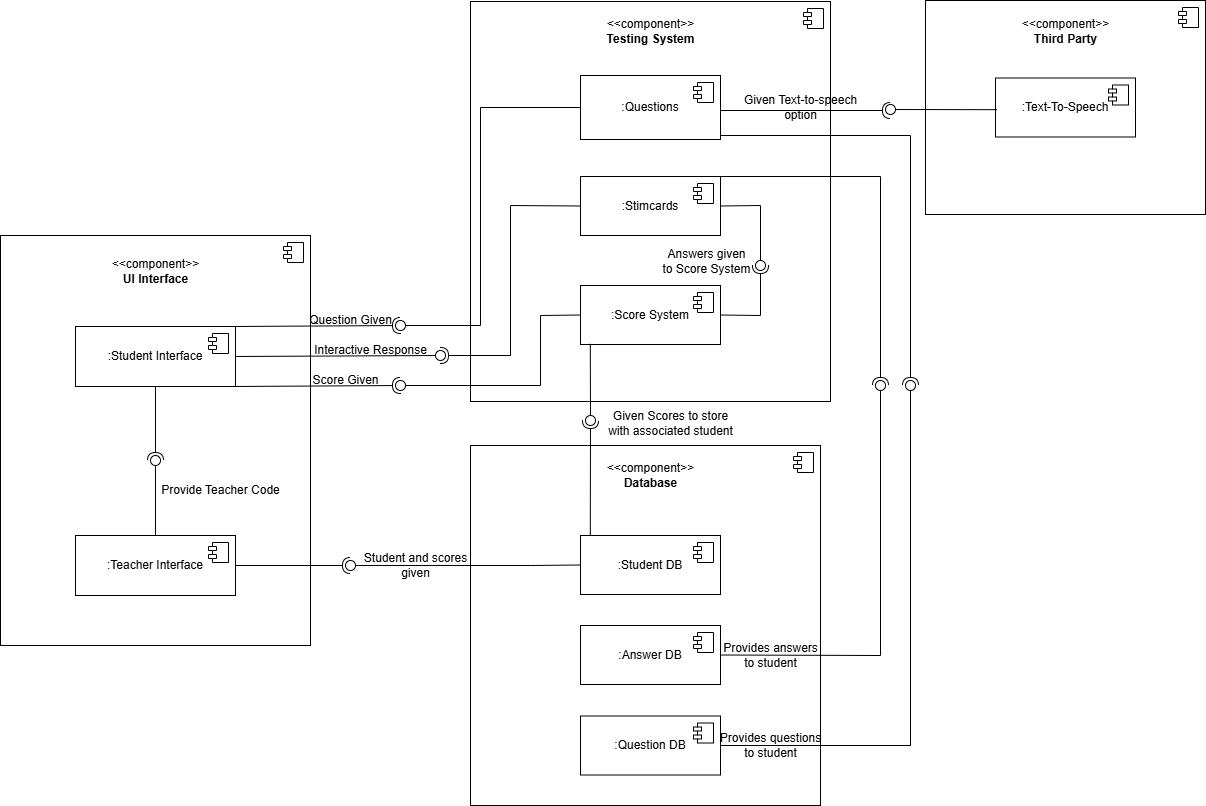 <<component>>
Testing System
:Questions
:Stimcards
Answers given
to Score System
:Score System
<<component>>
Third Party
:Text-To-Speech
Given Text-to-speech
option
<<component>>
UI Interface
:Student Interface
Question Given
Interactive Response
Score Given
Provide Teacher Code
:Teacher Interface
Given Scores to store
with associated student
<<component>>
Database
Student and scores
given
:Student DB
:Answer DB
Provides answers
to student
:Question DB
Provides questions
to student